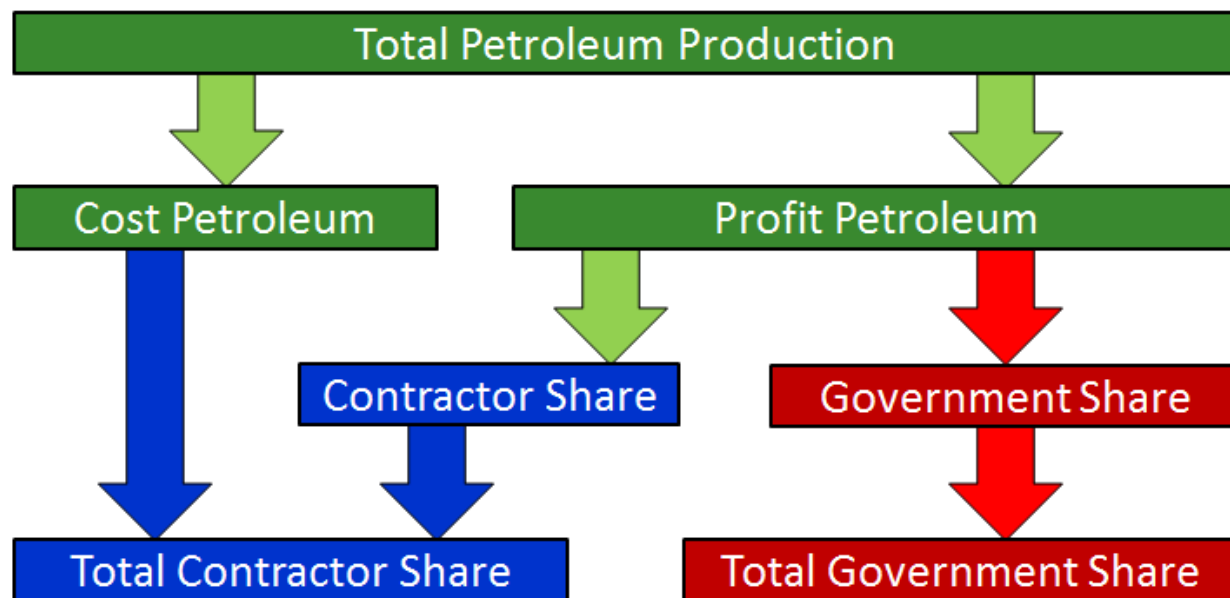 Total Petroleum Production
Cost Petroleum
Profit Petroleum
Contractor Share
Government Share
Total Contractor Share
Total Government Share